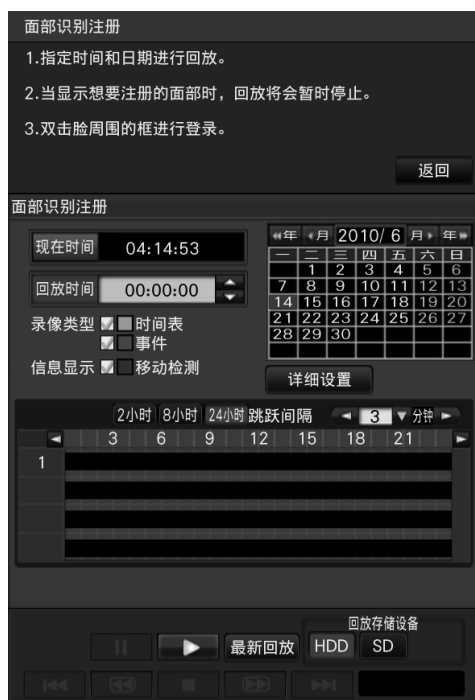 面部识别注册
1.指定时间和日期进行回放。
2.当显示想要注册的面部时，回放将会暂时停止。
3.双击脸周围的框进行登录。
返回
面部识别注册
年 月 2010/ 6 月 年
现在时间 04:14:53
一 二 三 四 五 六 日
1 2 3 4 5 6
回放时间 00:00:00
7 8 9 10 11 12 13
14 15 16 17 18 19 20
录像类型 时间表
21 22 23 24 25 26 27
事件
28 29 30
信息显示 移动检测
详细设置
2小时 8小时 24小时 跳跃间隔 3 分钟
3 6 9 12 15 18 21
1
回放存储设备
最新回放 HDD SD